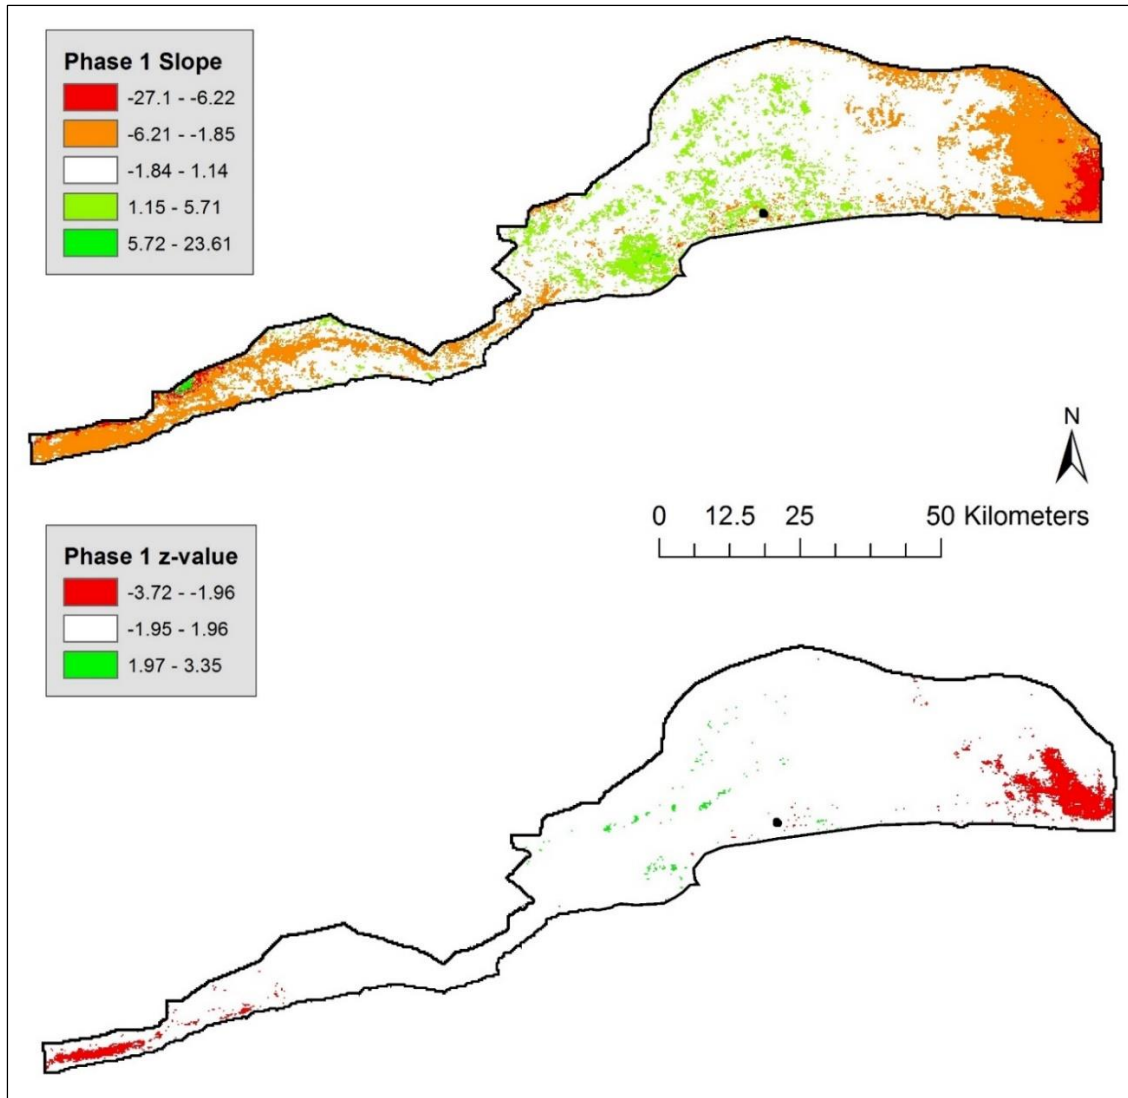 Phase 1 Slope
-27.1 - -6.22
-6.21 - -1.85
-1.84 - 1.14
1.15 - 5.71
5.72 - 23.61
N
0 12.5 25 50 Kilometers
Phase 1 z-value
-3.72 - -1.96
-1.95 - 1.96
1.97 - 3.35